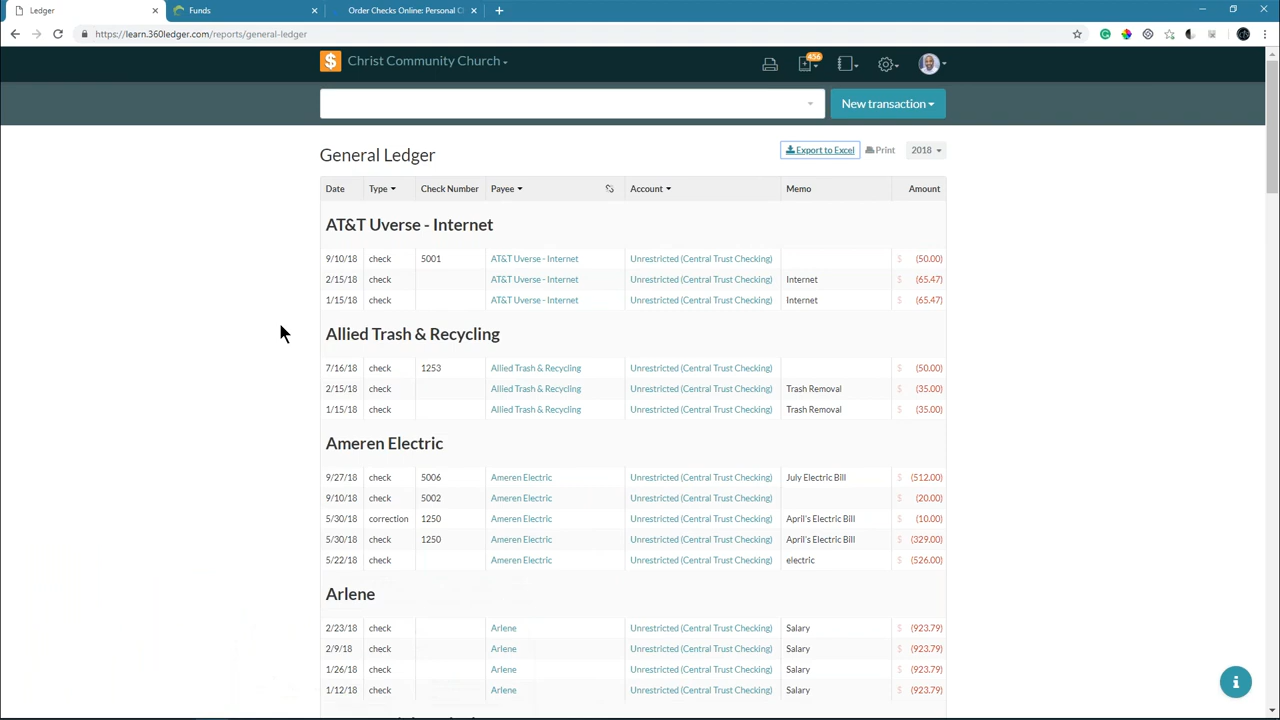 Ledger
Funds
Order Checks Online: Personal C
https://learn.360ledger.com/reports/general-ledger
Christ Community Church
456
New transaction
General Ledger
Export to Excel Print 2018
Date Type Check Number Payee Account Memo Amount
AT&T Uverse - Internet
9/10/18 check 5001 AT&T Uverse - Internet Unrestricted (Central Trust Checking) $ (50.00)
2/15/18 check AT&T Uverse - Internet Unrestricted (Central Trust Checking) Internet $ (65.47)
1/15/18 check AT&T Uverse - Internet Unrestricted (Central Trust Checking) Internet $ (65.47)
Allied Trash & Recycling
7/16/18 check 1253 Allied Trash & Recycling Unrestricted (Central Trust Checking) $ (50.00)
2/15/18 check Allied Trash & Recycling Unrestricted (Central Trust Checking) Trash Removal $ (35.00)
1/15/18 check Allied Trash & Recycling Unrestricted (Central Trust Checking) Trash Removal $ (35.00)
Ameren Electric
9/27/18 check 5006 Ameren Electric Unrestricted (Central Trust Checking) July Electric Bill $ (512.00)
9/10/18 check 5002 Ameren Electric Unrestricted (Central Trust Checking) $ (20.00)
5/30/18 correction 1250 Ameren Electric Unrestricted (Central Trust Checking) April's Electric Bill $ (10.00)
5/30/18 check 1250 Ameren Electric Unrestricted (Central Trust Checking) April's Electric Bill $ (329.00)
5/22/18 check Ameren Electric Unrestricted (Central Trust Checking) electric $ (526.00)
Arlene
2/23/18 check Arlene Unrestricted (Central Trust Checking) Salary $ (923.79)
2/9/18 check Arlene Unrestricted (Central Trust Checking) Salary $ (923.79)
1/26/18 check Arlene Unrestricted (Central Trust Checking) Salary $ (923.79)
1/12/18 check Arlene Unrestricted (Central Trust Checking) Salary $ (923.79)